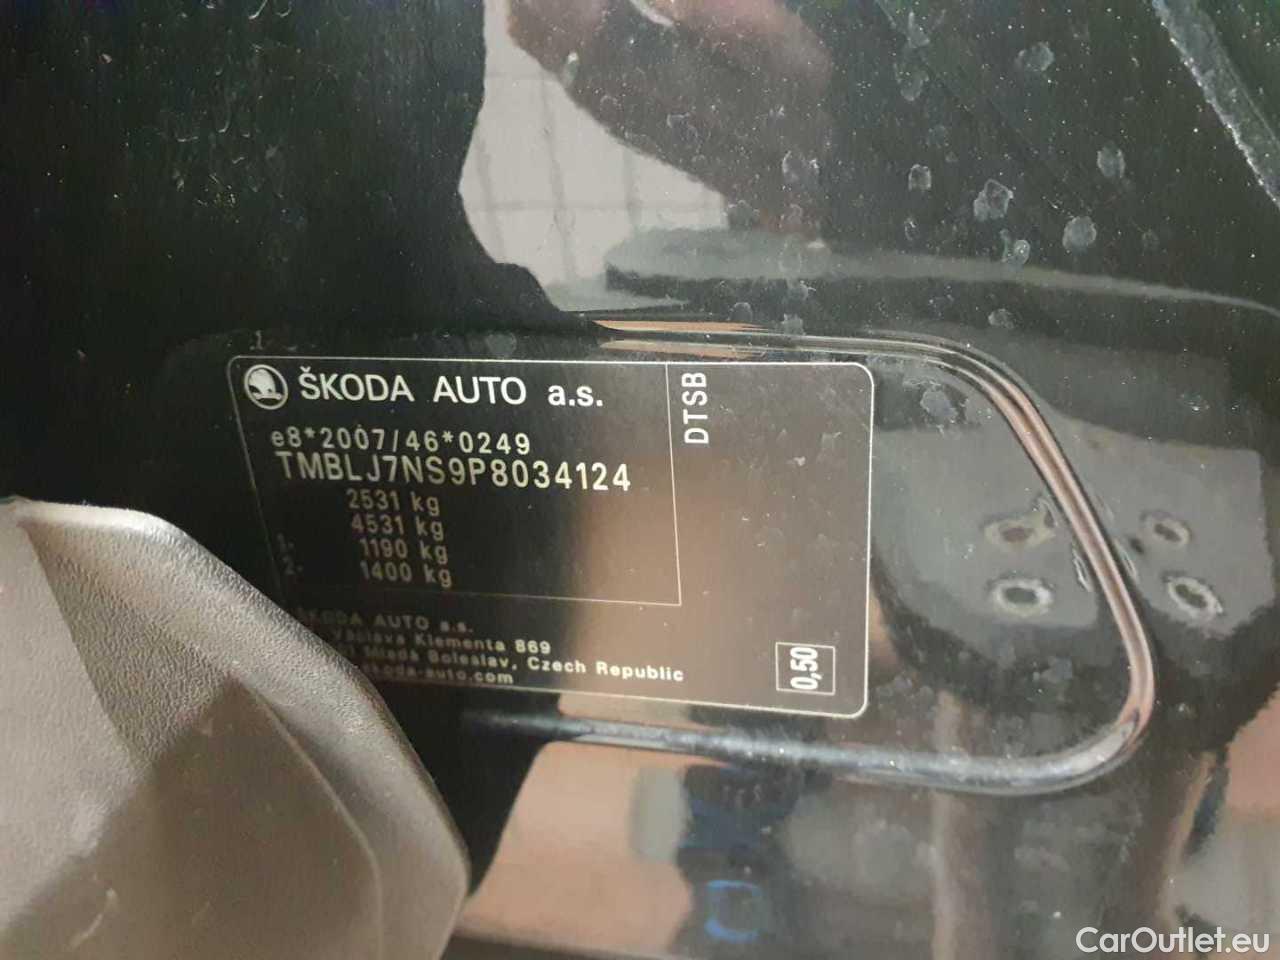 ŠKODA AUTO a.s.
DTSB
e8*2007/46*0249
TMBLJ7NS9P8034124
2531 kg
4531 kg
1- 1190 kg
2- 1400 kg
ŠKODA AUTO a.s.
Václava Klementa 869
Mladá Boleslav, Czech Republic
skoda-auto.com
0,50
CarOutlet.eu